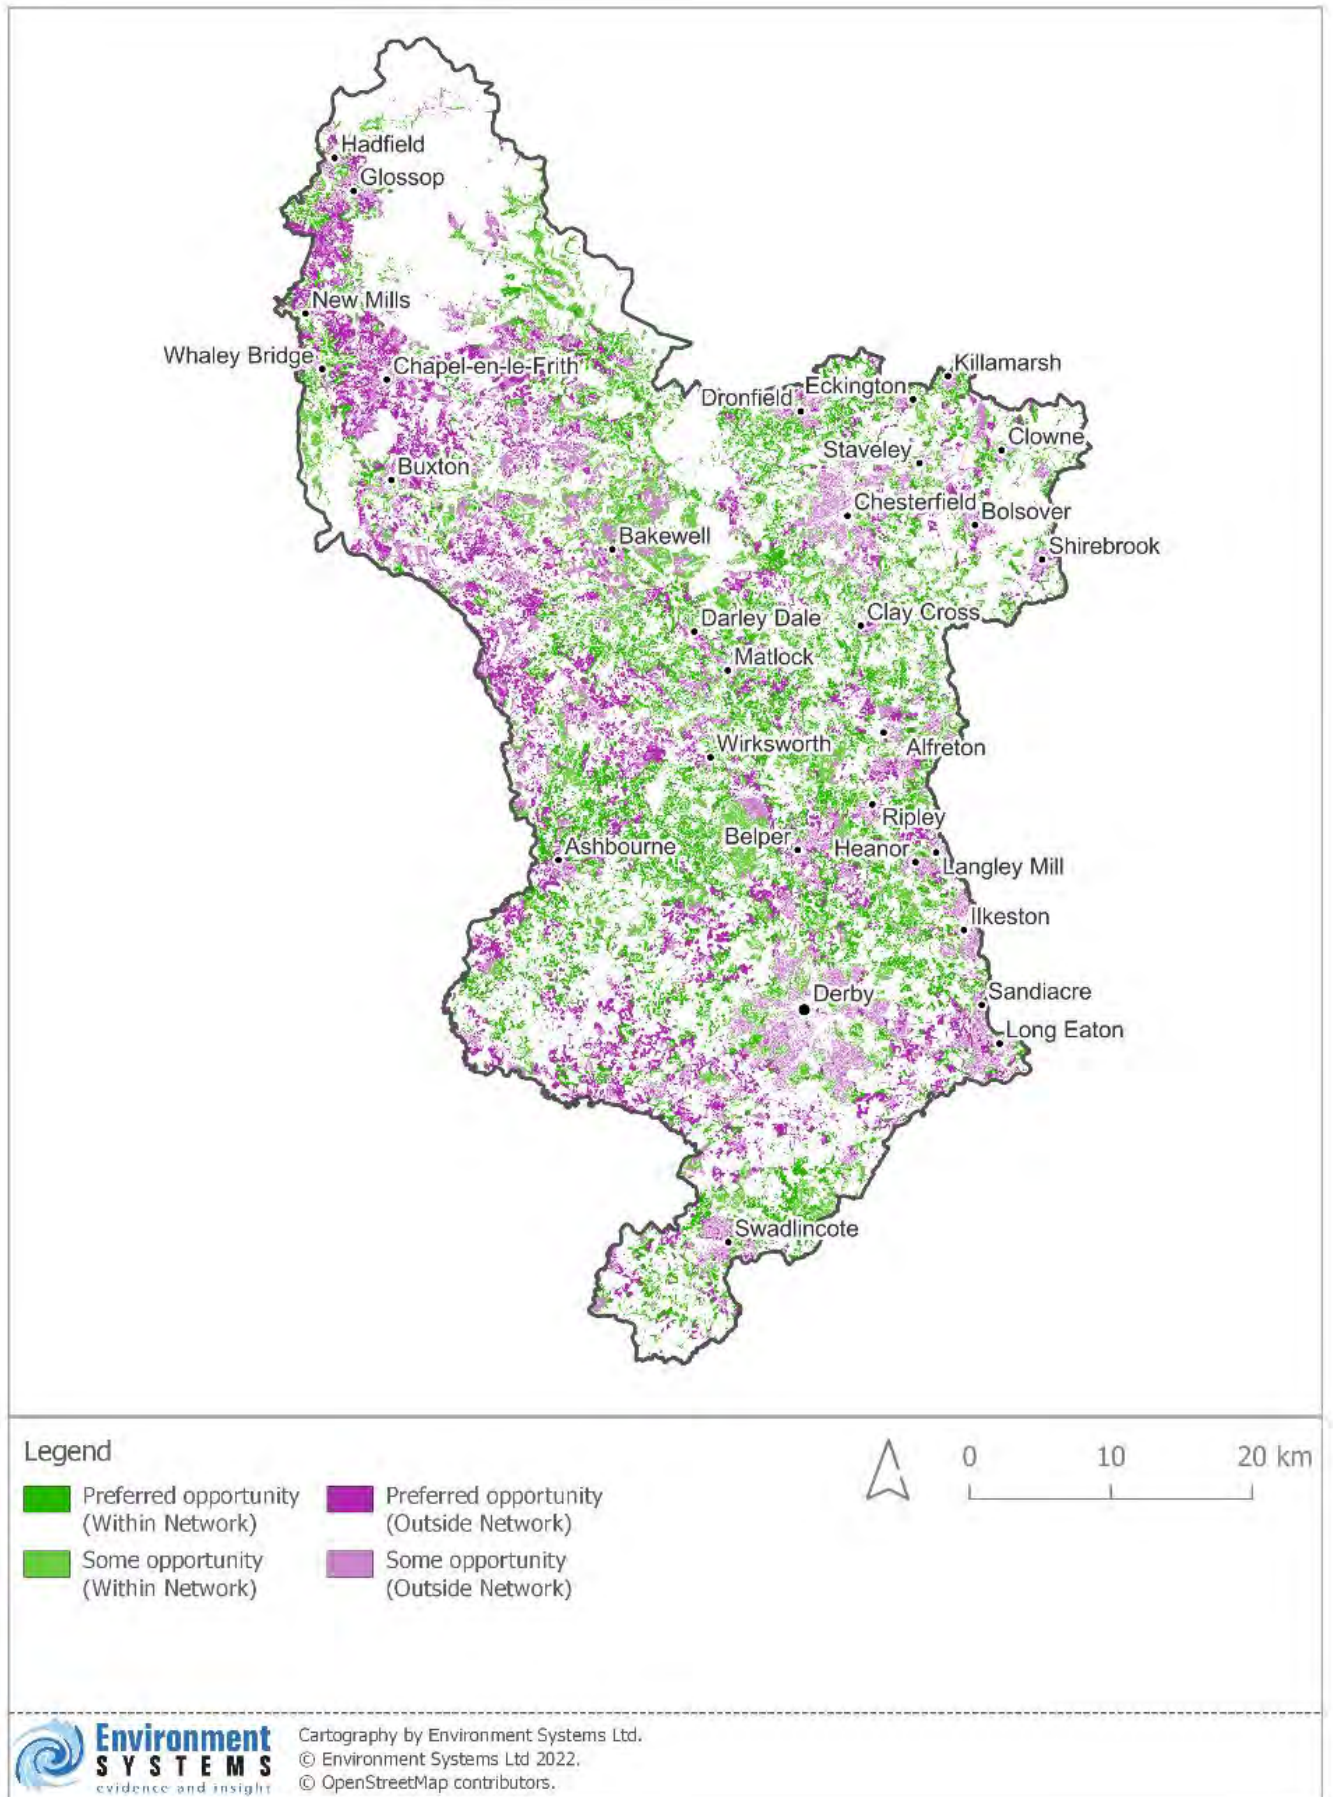 Hadfield
Glossop
New Mills
Whaley Bridge
Chapel-en-le-Frith
Killamarsh
Eckington
Dronfield
Clowne
Staveley
Buxton
Chesterfield
Bolsover
Bakewell
Shirebrook
Darley Dale
Clay Cross
Matlock
Wirksworth
Alfreton
Ripley
Belper
Heanor
Ashbourne
Langley Mill
Ilkeston
Derby
Sandiacre
Long Eaton
Swadlincote
Legend
0 10 20 km
Preferred opportunity
(Within Network)
Preferred opportunity
(Outside Network)
Some opportunity
(Within Network)
Some opportunity
(Outside Network)
Environment
SYSTEMS
evidence and insight
Cartography by Environment Systems Ltd.
© Environment Systems Ltd 2022.
© OpenStreetMap contributors.